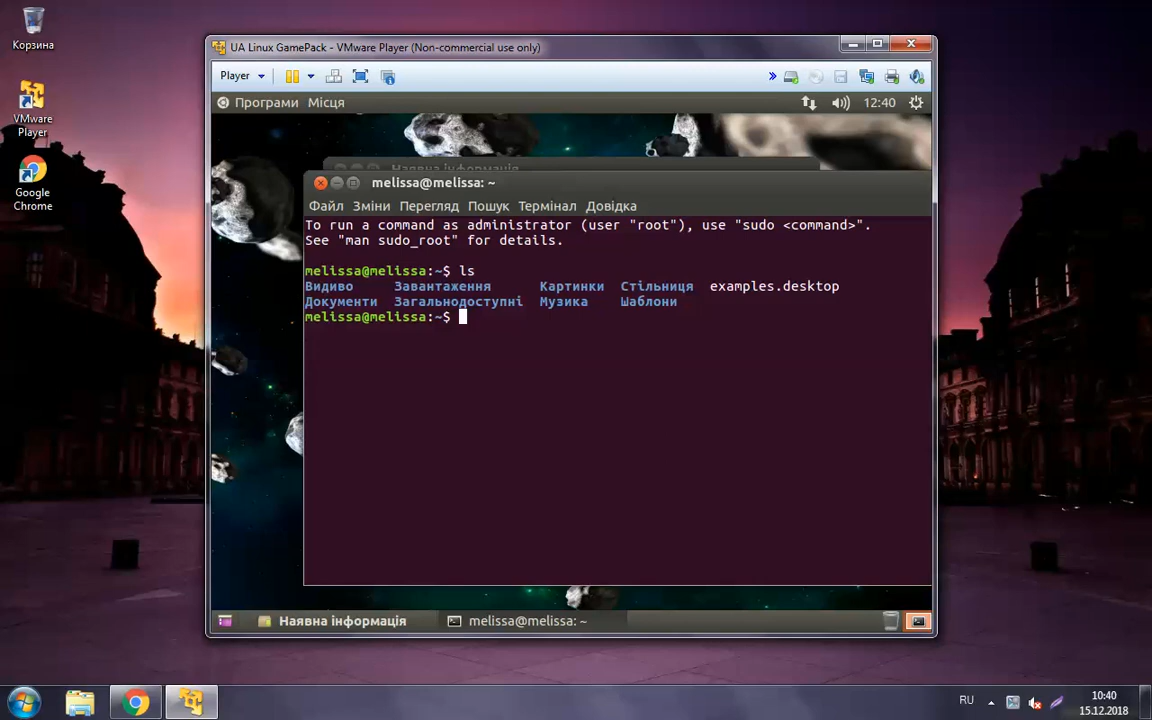 Корзина
VMware
Player
Google
Chrome
UA Linux GamePack - VMware Player (Non-commercial use only)
Player
Програми Місця
12:40
Наявна інформація
melissa@melissa: ~
Файл Зміни Перегляд Пошук Термінал Довідка
To run a command as administrator (user "root"), use "sudo <command>".
See "man sudo_root" for details.
melissa@melissa:~$ ls
Видиво Завантаження Картинки Стільниця examples.desktop
Документи Загальнодоступні Музика Шаблони
melissa@melissa:~$
Наявна інформація
melissa@melissa: ~
RU
10:40
15.12.2018